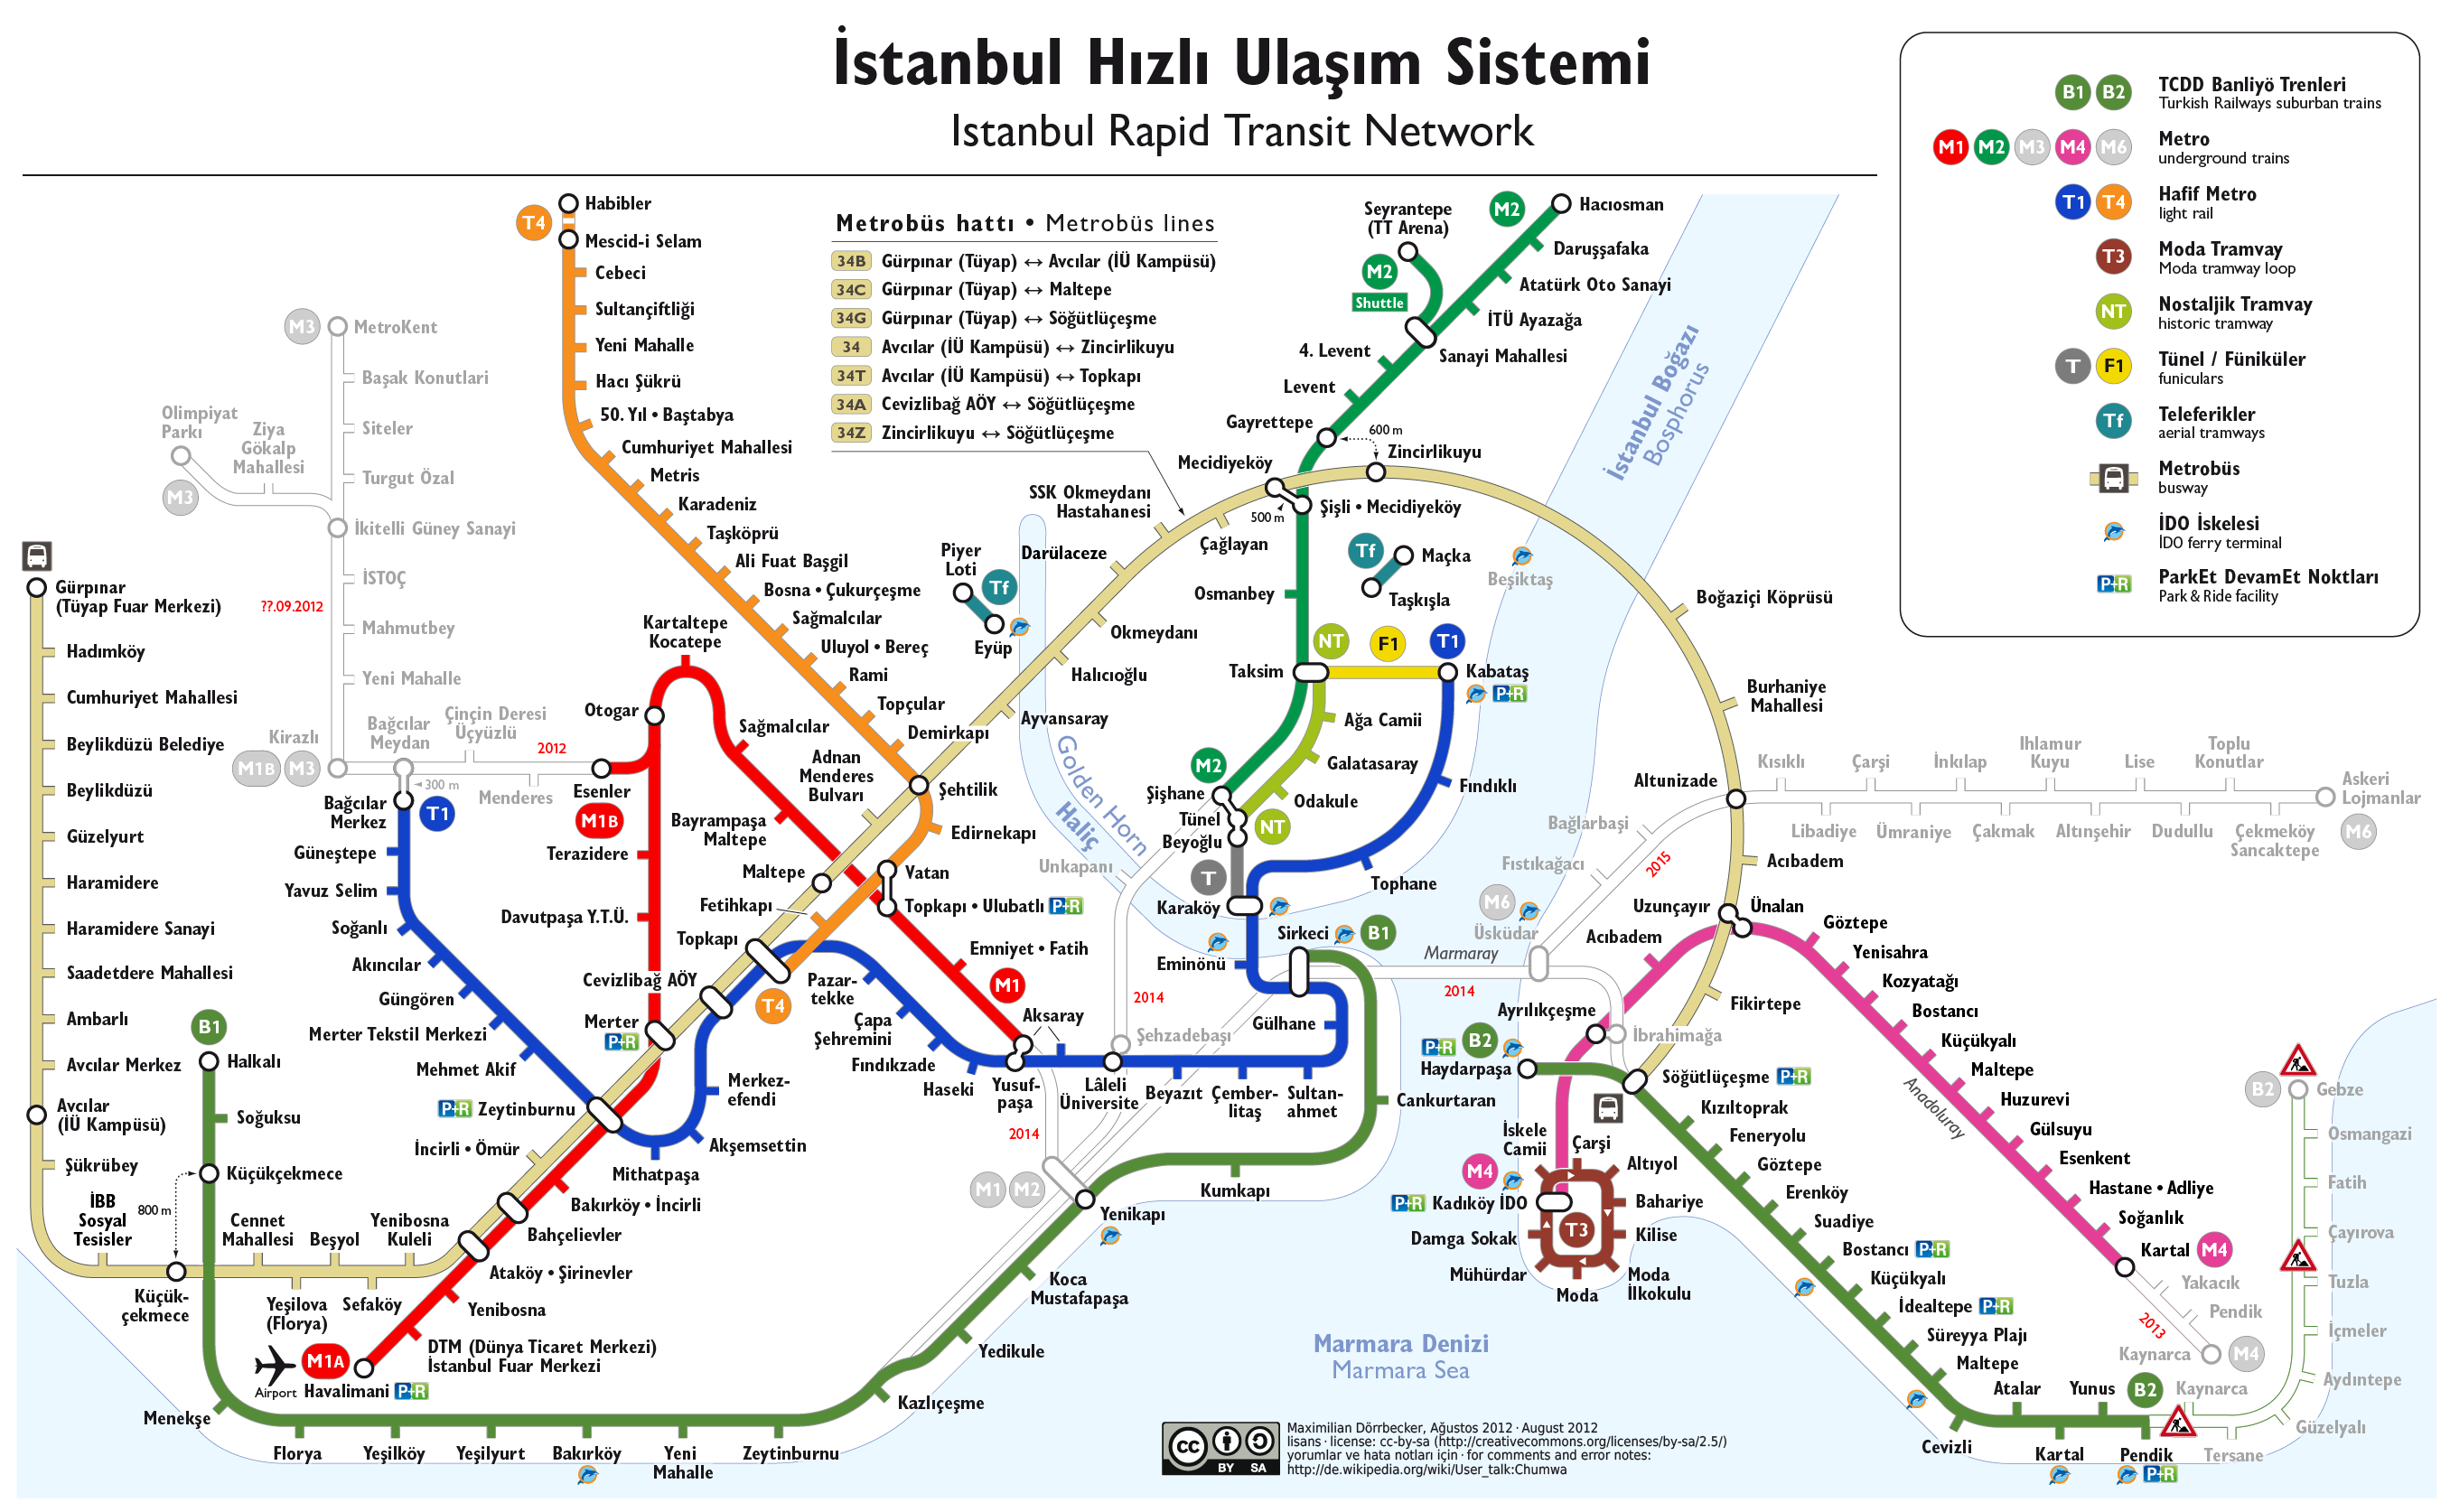 İstanbul Hızlı Ulaşım Sistemi
Istanbul Rapid Transit Network
B1 B2 TCDD Banliyö Trenleri
Turkish Railways suburban trains
M1 M2 M3 M4 M6 Metro
underground trains
T1 T4 Hafif Metro
light rail
T3 Moda Tramvay
Moda tramway loop
NT Nostaljik Tramvay
historic tramway
T F1 Tünel / Füniküler
funiculars
Tf Teleferikler
aerial tramways
Metrobüs
busway
İDO İskelesi
İDO ferry terminal
P+R ParkEt DevamEt Noktları
Park & Ride facility
Metrobüs hattı • Metrobüs lines
34B Gürpınar (Tüyap) ↔ Avcılar (İÜ Kampüsü)
34C Gürpınar (Tüyap) ↔ Maltepe
34G Gürpınar (Tüyap) ↔ Söğütlüçeşme
34 Avcılar (İÜ Kampüsü) ↔ Zincirlikuyu
34T Avcılar (İÜ Kampüsü) ↔ Topkapı
34A Cevizlibağ AÖY ↔ Söğütlüçeşme
34Z Zincirlikuyu ↔ Söğütlüçeşme
T4
Habibler
Mescid-i Selam
Cebeci
Sultançiftliği
Yeni Mahalle
Hacı Şükrü
50. Yıl • Baştabya
Cumhuriyet Mahallesi
Metris
Karadeniz
Taşköprü
Ali Fuat Başgil
Bosna • Çukurçeşme
Sağmalcılar
Uluyol • Bereç
Rami
Topçular
Demirkapı
Şehtilik
Edirnekapı
Vatan
Fetihkapı
Topkapı
T4
M3
MetroKent
Başak Konutlari
Siteler
Turgut Özal
İkitelli Güney Sanayi
İSTOÇ
Mahmutbey
Yeni Mahalle
Olimpiyat
Parkı
M3
Ziya
Gökalp
Mahallesi
??.09.2012
Kirazlı
M1B M3
Bağcılar
Meydan
Çinçin Deresi
Üçyüzlü
Menderes
2012
300 m
Esenler
M1B
Otogar
Kartaltepe
Kocatepe
Sağmalcılar
Bayrampaşa
Maltepe
Topkapı • Ulubatlı P+R
Emniyet • Fatih
M1
Aksaray
Terazidere
Davutpaşa Y.T.Ü.
Merter
P+R
Bakırköy • İncirli
Bahçelievler
Ataköy • Şirinevler
Yenibosna
DTM (Dünya Ticaret Merkezi)
İstanbul Fuar Merkezi
M1A
Airport Havalimani P+R
Gürpınar
(Tüyap Fuar Merkezi)
Hadımköy
Cumhuriyet Mahallesi
Beylikdüzü Belediye
Beylikdüzü
Güzelyurt
Haramidere
Haramidere Sanayi
Saadetdere Mahallesi
Ambarlı
Avcılar Merkez
Avcılar
(İÜ Kampüsü)
Şükrübey
İBB
Sosyal
Tesisler
Küçük-
çekmece
800 m
Cennet
Mahallesi
Yeşilova
(Florya)
Beşyol
Sefaköy
Yenibosna
Kuleli
İncirli • Ömür
P+R Zeytinburnu
Cevizlibağ AÖY
Maltepe
Adnan
Menderes
Bulvarı
Ayvansaray
Halıcıoğlu
Okmeydanı
Darülaceze
SSK Okmeydanı
Hastahanesi
Çağlayan
Mecidiyeköy
500 m
Zincirlikuyu
600 m
Boğaziçi Köprüsü
Burhaniye
Mahallesi
Altunizade
Acıbadem
Uzunçayır
Fikirtepe
Söğütlüçeşme P+R
Bağcılar
Merkez
T1
Güneştepe
Yavuz Selim
Soğanlı
Akıncılar
Güngören
Merter Tekstil Merkezi
Mehmet Akif
Mithatpaşa
Akşemsettin
Merkez-
efendi
Pazar-
tekke
Çapa
Şehremini
Fındıkzade
Haseki
Yusuf-
paşa
Lâleli
Üniversite
Beyazıt
Çember-
litaş
Sultan-
ahmet
Gülhane
Sirkeci
B1
Eminönü
Karaköy
Tophane
Fındıklı
Kabataş
P+R
NT F1 T1
Taksim
Piyer
Loti
Tf
Eyüp
Tf
Maçka
Taşkışla
Beşiktaş
Seyrantepe
(TT Arena)
M2
Shuttle
M2
Hacıosman
Daruşşafaka
Atatürk Oto Sanayi
İTÜ Ayazağa
Sanayi Mahallesi
4. Levent
Levent
Gayrettepe
Şişli • Mecidiyeköy
Osmanbey
M2
Şişhane
Ağa Camii
Galatasaray
Odakule
NT
Tünel
Beyoğlu
T
Unkapanı
Şehzadebaşı
2014
2014
M1 M2
Golden Horn
Haliç
İstanbul Boğazı
Bosphorus
B1
Halkalı
Soğuksu
Küçükçekmece
Menekşe
Florya
Yeşilköy
Yeşilyurt
Bakırköy
Yeni
Mahalle
Zeytinburnu
Kazlıçeşme
Yedikule
Koca
Mustafapaşa
Yenikapı
Kumkapı
Cankurtaran
Marmaray
2014
M6
Üsküdar
Fıstıkağacı
Bağlarbaşi
2015
Kısıklı
Libadiye
Çarşi
Ümraniye
İnkılap
Çakmak
Ihlamur
Kuyu
Altınşehir
Lise
Dudullu
Toplu
Konutlar
Çekmeköy
Sancaktepe
Askeri
Lojmanlar
M6
Ünalan
Göztepe
Yenisahra
Kozyatağı
Bostancı
Küçükyalı
Maltepe
Huzurevi
Gülsuyu
Esenkent
Hastane • Adliye
Soğanlık
Kartal M4
Yakacık
Pendik
Kaynarca M4
2013
Anadoluray
Acıbadem
Ayrılıkçeşme
İbrahimağa
P+R B2
Haydarpaşa
İskele
Camii
Çarşi
Altıyol
Bahariye
Kilise
Moda
İlkokulu
Moda
Mühürdar
Damga Sokak
T3
M4
P+R Kadıköy İDO
Kızıltoprak
Feneryolu
Göztepe
Erenköy
Suadiye
Bostancı P+R
Küçükyalı
İdealtepe P+R
Süreyya Plajı
Maltepe
Cevizli
Atalar
Kartal
Yunus
B2
Pendik
P+R
Kaynarca
Tersane
Güzelyalı
Aydıntepe
İçmeler
Tuzla
Çayırova
Fatih
Osmangazi
B2
Gebze
Marmara Denizi
Marmara Sea
cc BY SA
Maximilian Dörrbecker, Ağustos 2012 · August 2012
lisans · license: cc-by-sa (http://creativecommons.org/licenses/by-sa/2.5/)
yorumlar ve hata notları için · for comments and error notes:
http://de.wikipedia.org/wiki/User_talk:Chumwa